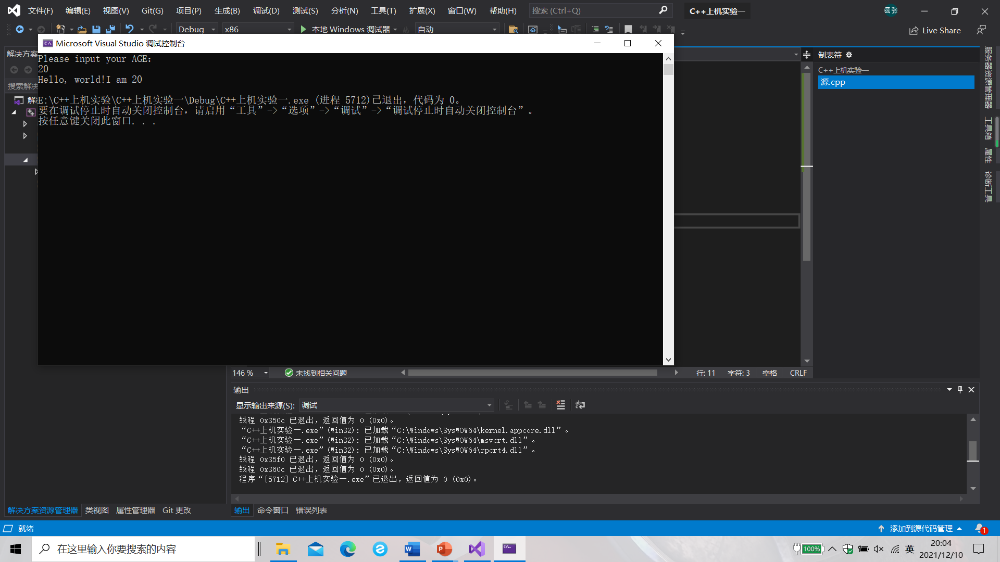 文件(F) 编辑(E) 视图(V) Git(G) 项目(P) 生成(B) 调试(D) 测试(S) 分析(N) 工具(T) 扩展(X) 窗口(W) 帮助(H) 搜索 (Ctrl+Q) C++上机实验一 圆张
Debug x86 本地 Windows 调试器 自动 Live Share
Microsoft Visual Studio 调试控制台
Please input your AGE:
20
Hello, world!I am 20
E:\C++上机实验\C++上机实验一\Debug\C++上机实验一.exe (进程 5712)已退出，代码为 0。
要在调试停止时自动关闭控制台，请启用“工具”->“选项”->“调试”->“调试停止时自动关闭控制台”。
按任意键关闭此窗口. . .
解决方案
搜索解决
解
制表符
C++上机实验一
源.cpp
服务器资源管理器
工具箱
属性
诊断工具
146 % 未找到相关问题 行: 11 字符: 3 空格 CRLF
输出
显示输出来源(S): 调试
线程 0x350c 已退出，返回值为 0 (0x0)。
“C++上机实验一.exe”(Win32): 已加载“C:\Windows\SysWOW64\kernel.appcore.dll”。
“C++上机实验一.exe”(Win32): 已加载“C:\Windows\SysWOW64\msvcrt.dll”。
“C++上机实验一.exe”(Win32): 已加载“C:\Windows\SysWOW64\rpcrt4.dll”。
线程 0x35f0 已退出，返回值为 0 (0x0)。
线程 0x360c 已退出，返回值为 0 (0x0)。
程序“[5712] C++上机实验一.exe”已退出，返回值为 0 (0x0)。
解决方案资源管理器 类视图 属性管理器 Git 更改 输出 命令窗口 错误列表
就绪 添加到源代码管理 1
在这里输入你要搜索的内容 100% 英 20:04
2021/12/10